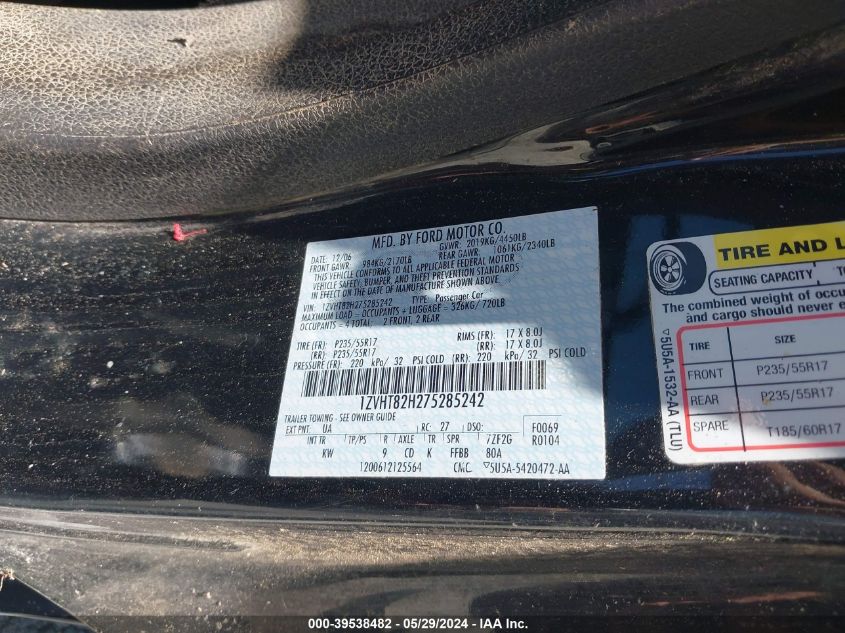 MFD. BY FORD MOTOR CO.
DATE: 12/06 GVWR: 2019KG/4450LB
FRONT GAWR: 984KG/2170LB REAR GAWR: 1061KG/2340LB
THIS VEHICLE CONFORMS TO ALL APPLICABLE FEDERAL MOTOR
VEHICLE SAFETY, BUMPER, AND THEFT PREVENTION STANDARDS
IN EFFECT ON THE DATE OF MANUFACTURE SHOWN ABOVE.
VIN: 1ZVHT82H275285242 TYPE: Passenger Car
MAXIMUM LOAD = OCCUPANTS + LUGGAGE = 326KG/ 720LB
OCCUPANTS = 4 TOTAL, 2 FRONT, 2 REAR
TIRE (FR): P235/55R17 RIMS (FR): 17 X 8.0J
(RR): P235/55R17 (RR): 17 X 8.0J
PRESSURE (FR): 220 kPa/ 32 PSI COLD (RR): 220 kPa/ 32 PSI COLD
1ZVHT82H275285242
TRAILER TOWING - SEE OWNER GUIDE
EXT PNT: UA RC: 27 DSO: F0069
INT TR TP/PS R AXLE TR SPR 7ZF2G R0104
KW 9 CD K FFBB 80A
1200612125564 CMC. ▽5U5A-5420472-AA
TIRE AND L
SEATING CAPACITY TO
The combined weight of occu
and cargo should never e
TIRE SIZE
FRONT P235/55R17
REAR P235/55R17
SPARE T185/60R17
▽5U5A-1532-AA (TLU)
000-39538482 - 05/29/2024 - IAAI, Inc.